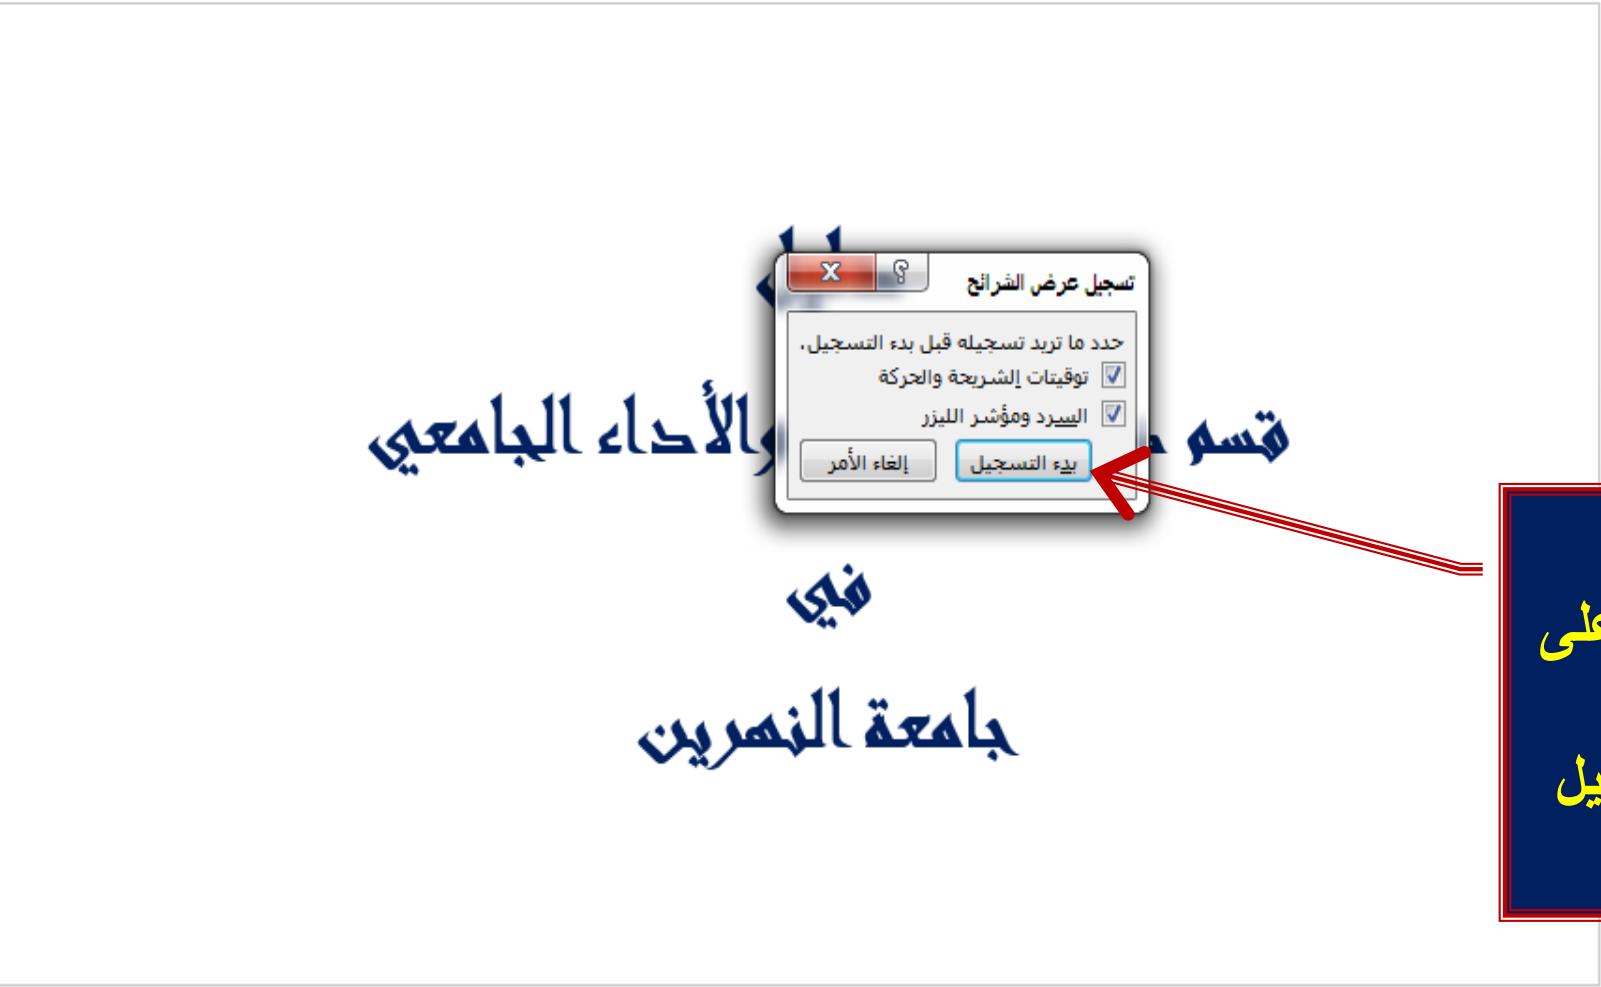 تسجيل عرض الشرائح
حدد ما تريد تسجيله قبل بدء التسجيل.
توقيتات الشريحة والحركة
السرد ومؤشر الليزر
بدء التسجيل
إلغاء الأمر
قسم والأداء الجامعي
في
جامعة النهرين
على